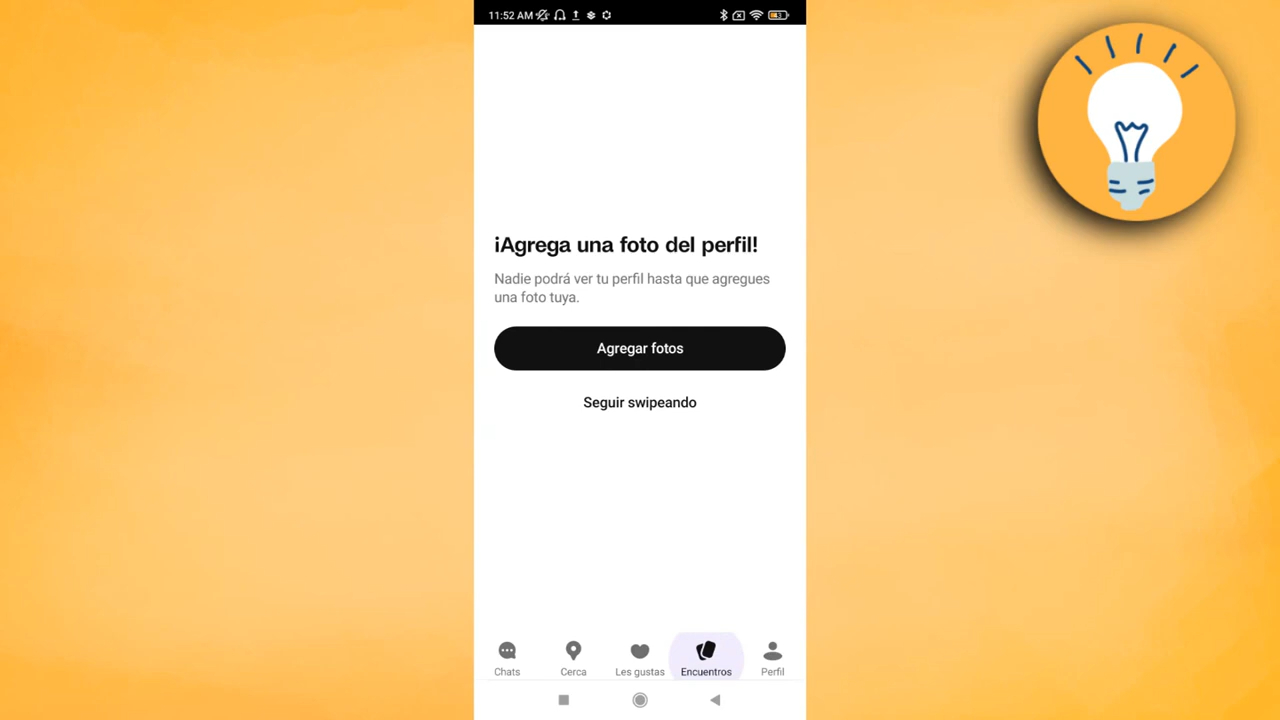 11:52 AM
¡Agrega una foto del perfil!
Nadie podrá ver tu perfil hasta que agregues
una foto tuya.
Agregar fotos
Seguir swipeando
Chats Cerca Les gustas Encuentros Perfil